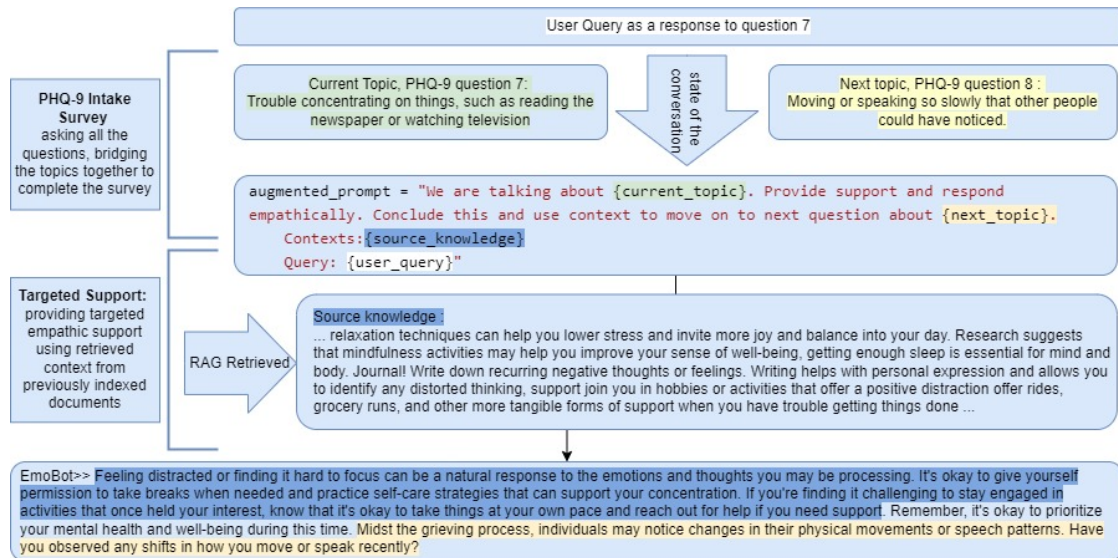 User Query as a response to question 7
PHQ-9 Intake
Survey
asking all the
questions, bridging
the topics together to
complete the survey
Current Topic, PHQ-9 question 7:
Trouble concentrating on things, such as reading the
newspaper or watching television
state of the
conversation
Next topic, PHQ-9 question 8 :
Moving or speaking so slowly that other people
could have noticed.
augmented_prompt = "We are talking about {current_topic}. Provide support and respond
empathically. Conclude this and use context to move on to next question about {next_topic}.
Contexts:{source_knowledge}
Query: {user_query}"
Targeted Support:
providing targeted
empathic support
using retrieved
context from
previously indexed
documents
RAG Retrieved
Source knowledge :
... relaxation techniques can help you lower stress and invite more joy and balance into your day. Research suggests
that mindfulness activities may help you improve your sense of well-being, getting enough sleep is essential for mind and
body. Journal! Write down recurring negative thoughts or feelings. Writing helps with personal expression and allows you
to identify any distorted thinking, support join you in hobbies or activities that offer a positive distraction offer rides,
grocery runs, and other more tangible forms of support when you have trouble getting things done ...
EmoBot>> Feeling distracted or finding it hard to focus can be a natural response to the emotions and thoughts you may be processing. It's okay to give yourself
permission to take breaks when needed and practice self-care strategies that can support your concentration. If you're finding it challenging to stay engaged in
activities that once held your interest, know that it's okay to take things at your own pace and reach out for help if you need support. Remember, it's okay to prioritize
your mental health and well-being during this time. Midst the grieving process, individuals may notice changes in their physical movements or speech patterns. Have
you observed any shifts in how you move or speak recently?